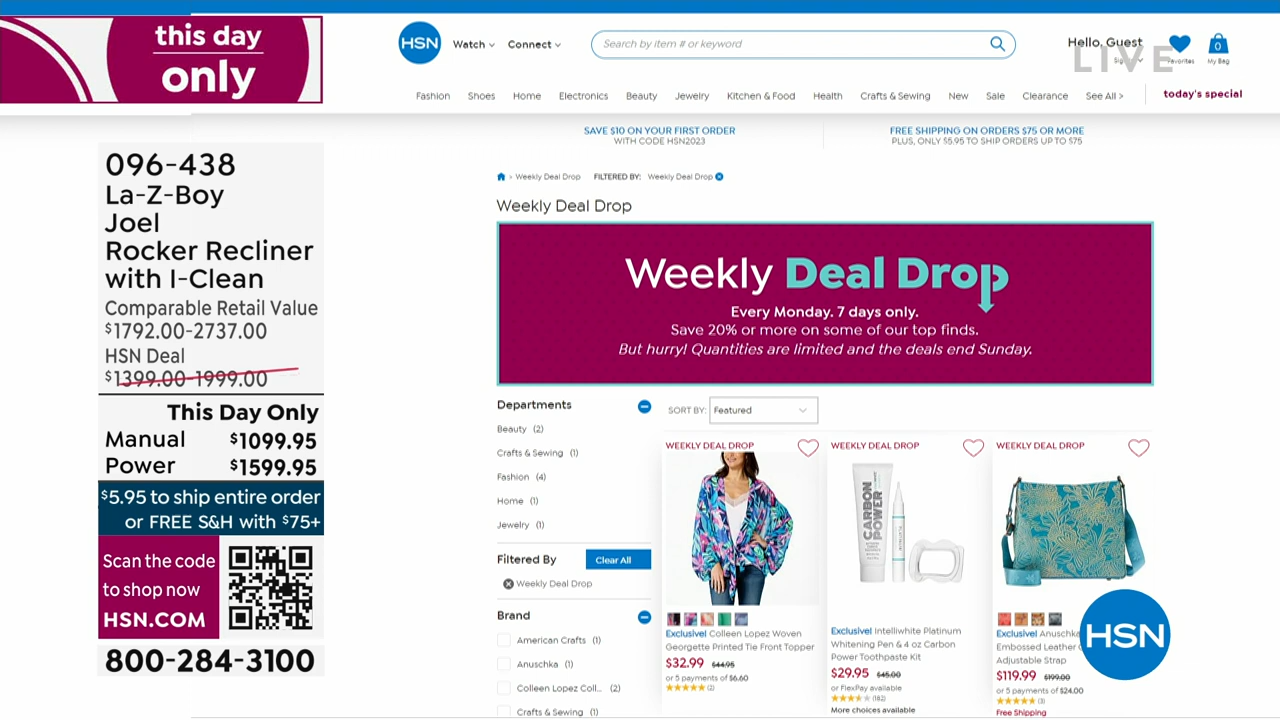 this day
only
096-438
La-Z-Boy
Joel
Rocker Recliner
with I-Clean
Comparable Retail Value
$1792.00-2737.00
HSN Deal
$1399.00-1999.00
This Day Only
Manual $1099.95
Power $1599.95
$5.95 to ship entire order
or FREE S&H with $75+
Scan the code
to shop now
HSN.COM
800-284-3100
HSN
Watch
Connect
Search by item # or keyword
Hello, Guest
LIVE
Favorites
0
My Bag
Fashion
Shoes
Home
Electronics
Beauty
Jewelry
Kitchen & Food
Health
Crafts & Sewing
New
Sale
Clearance
See All >
today's special
SAVE $10 ON YOUR FIRST ORDER
WITH CODE HSN2023
FREE SHIPPING ON ORDERS $75 OR MORE
PLUS, ONLY $5.95 TO SHIP ORDERS UP TO $75
> Weekly Deal Drop FILTERED BY: Weekly Deal Drop
Weekly Deal Drop
Weekly Deal Drop
Every Monday. 7 days only.
Save 20% or more on some of our top finds.
But hurry! Quantities are limited and the deals end Sunday.
Departments
Beauty (2)
Crafts & Sewing (1)
Fashion (4)
Home (1)
Jewelry (1)
Filtered By
Clear All
Weekly Deal Drop
Brand
American Crafts (1)
Anuschka (1)
Colleen Lopez Coll... (2)
Crafts & Sewing (1)
SORT BY: Featured
WEEKLY DEAL DROP
Exclusive! Colleen Lopez Woven
Georgette Printed Tie Front Topper
$32.99 $44.95
or 5 payments of $6.60
(2)
WEEKLY DEAL DROP
CARBON
POWER
Exclusive! Intelliwhite Platinum
Whitening Pen & 4 oz Carbon
Power Toothpaste Kit
$29.95 $45.00
or FlexPay available
(182)
More choices available
WEEKLY DEAL DROP
Exclusive! Anuschka
Embossed Leather
Adjustable Strap
$119.99 $199.00
or 5 payments of $24.00
(3)
Free Shipping
HSN